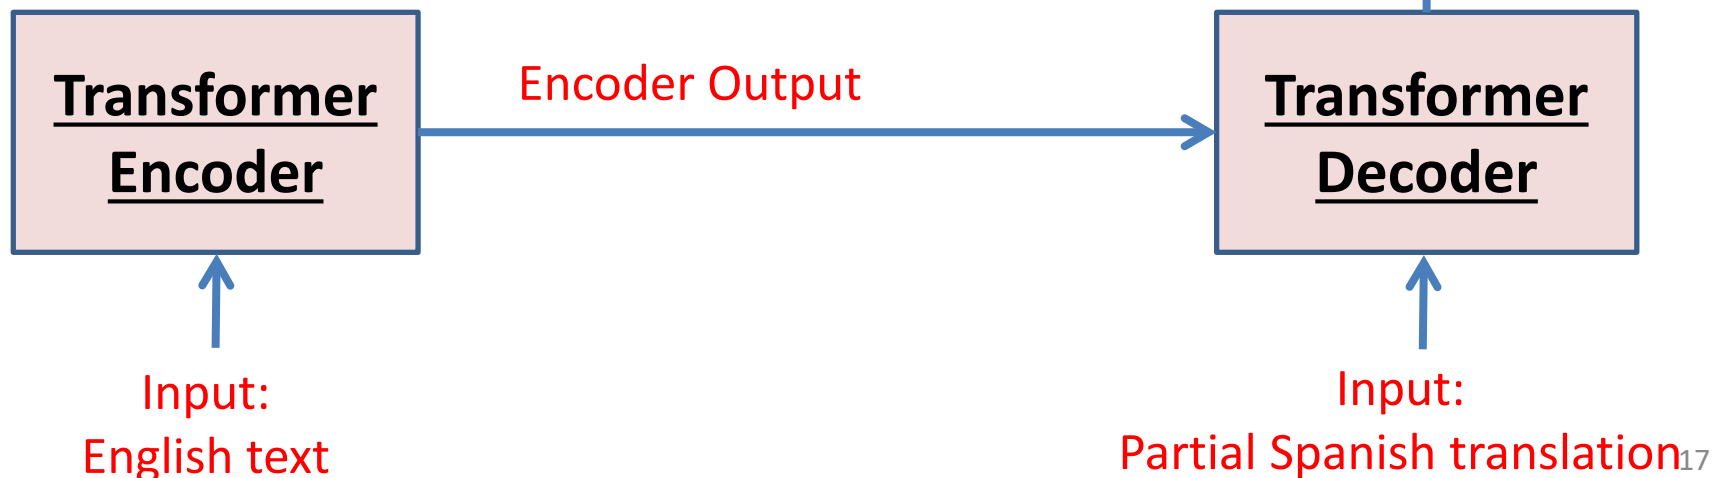 Transformer
Encoder
Encoder Output
Transformer
Decoder
Input:
English text
Input:
Partial Spanish translation
17